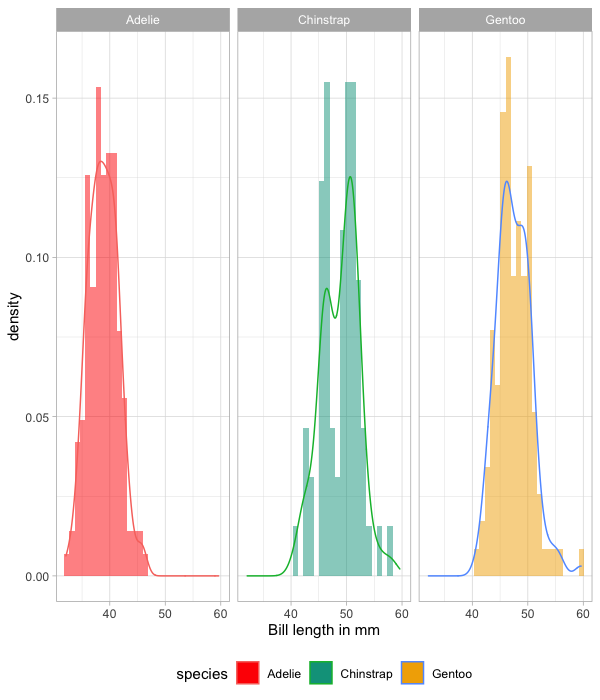 Adelie Chinstrap Gentoo
density
0.15
0.10
0.05
0.00
40 50 60 40 50 60 40 50 60
Bill length in mm
species Adelie Chinstrap Gentoo